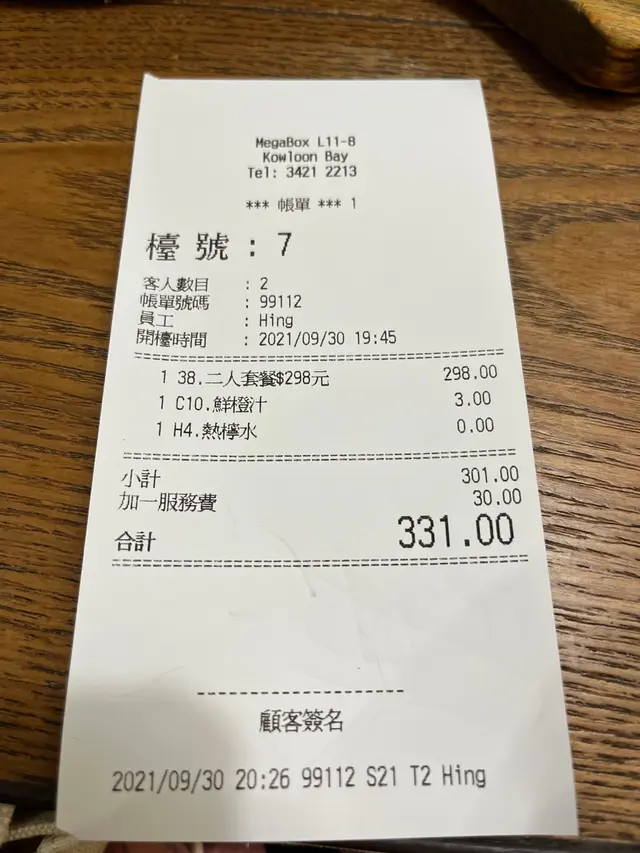 MegaBox L11-8
Kowloon Bay
Tel: 3421 2213
*** 帳單 *** 1
檯號 : 7
客人數目 : 2
帳單號碼 : 99112
員工 : Hing
開檯時間 : 2021/09/30 19:45
1 38.二人套餐$298元 298.00
1 C10.鮮橙汁 3.00
1 H4.熱檸水 0.00
小計 301.00
加一服務費 30.00
合計 331.00
顧客簽名
2021/09/30 20:26 99112 S21 T2 Hing